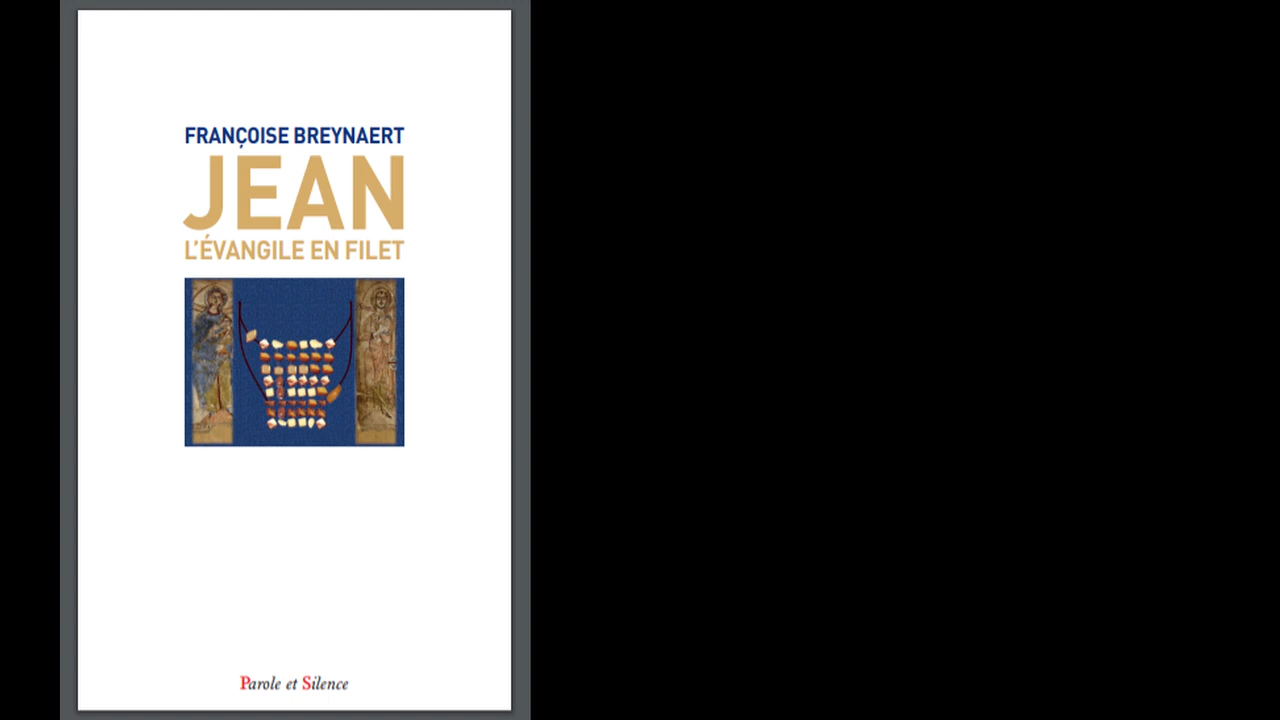 FRANÇOISE BREYNAERT
JEAN
L'ÉVANGILE EN FILET
Parole et Silence